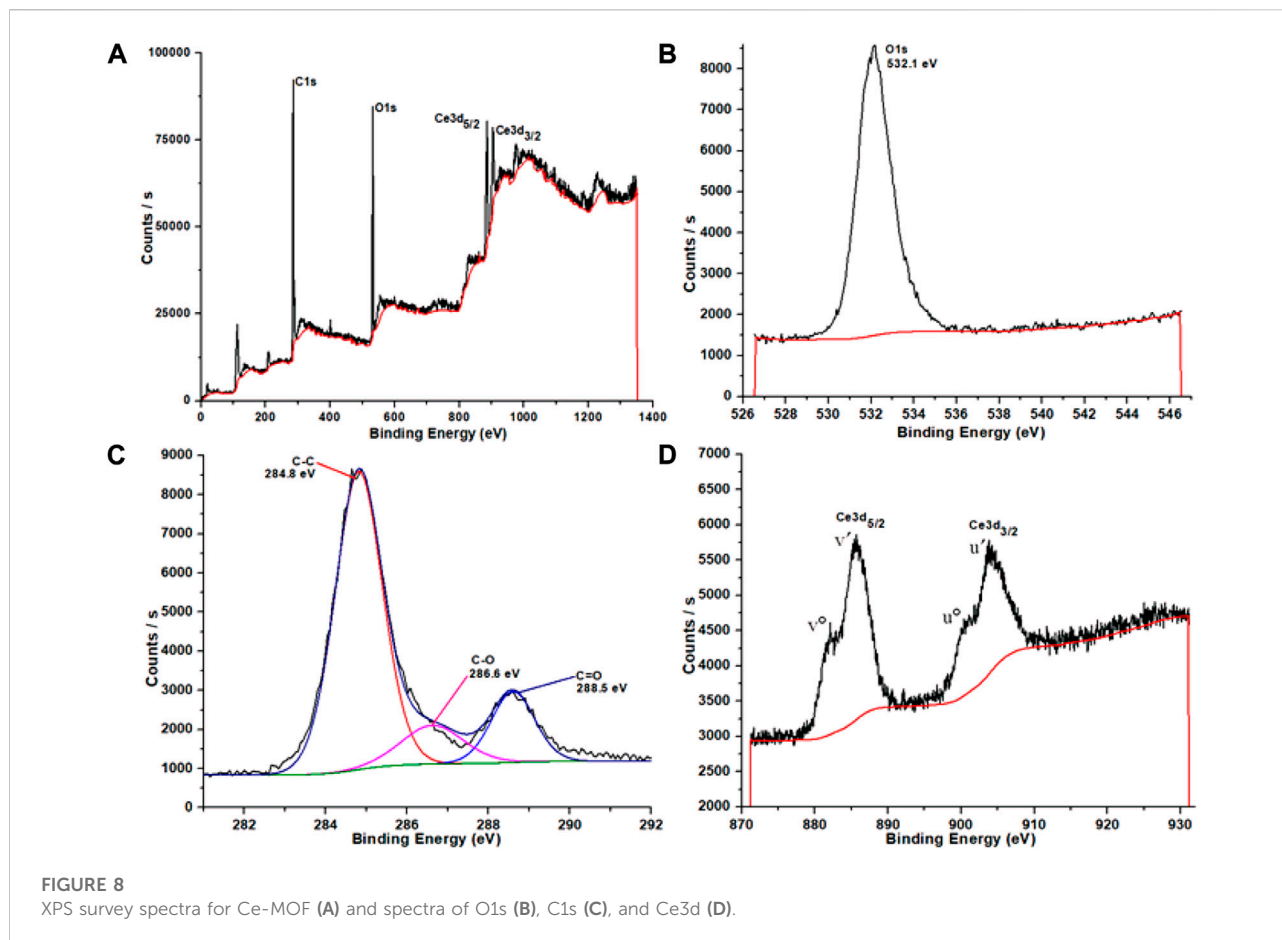 A
100000
75000
50000
25000
0
Counts / s
C1s
O1s
Ce3d5/2
Ce3d3/2
0 200 400 600 800 1000 1200 1400
Binding Energy (eV)
B
8000
7000
6000
5000
4000
3000
2000
1000
0
Counts / s
O1s
532.1 eV
526 528 530 532 534 536 538 540 542 544 546
Binding Energy (eV)
C
9000
8000
7000
6000
5000
4000
3000
2000
1000
0
Counts / s
C-C
284.8 eV
C-O
286.6 eV
C=O
288.5 eV
282 284 286 288 290 292
Binding Energy (eV)
D
7000
6500
6000
5500
5000
4500
4000
3500
3000
2500
2000
Counts / s
Ce3d5/2
v′
v°
Ce3d3/2
u′
u°
870 880 890 900 910 920 930
Binding Energy (eV)
FIGURE 8
XPS survey spectra for Ce-MOF (A) and spectra of O1s (B), C1s (C), and Ce3d (D).